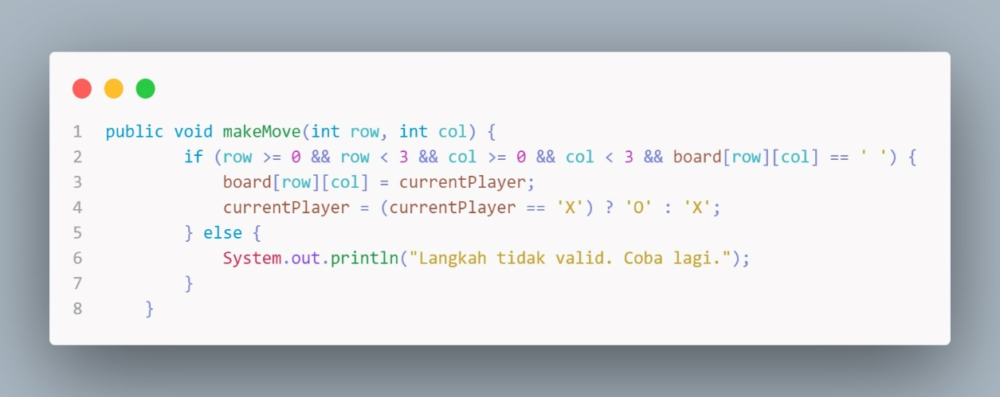 1 public void makeMove(int row, int col) {
2         if (row >= 0 && row < 3 && col >= 0 && col < 3 && board[row][col] == ' ') {
3             board[row][col] = currentPlayer;
4             currentPlayer = (currentPlayer == 'X') ? 'O' : 'X';
5         } else {
6             System.out.println("Langkah tidak valid. Coba lagi.");
7         }
8     }